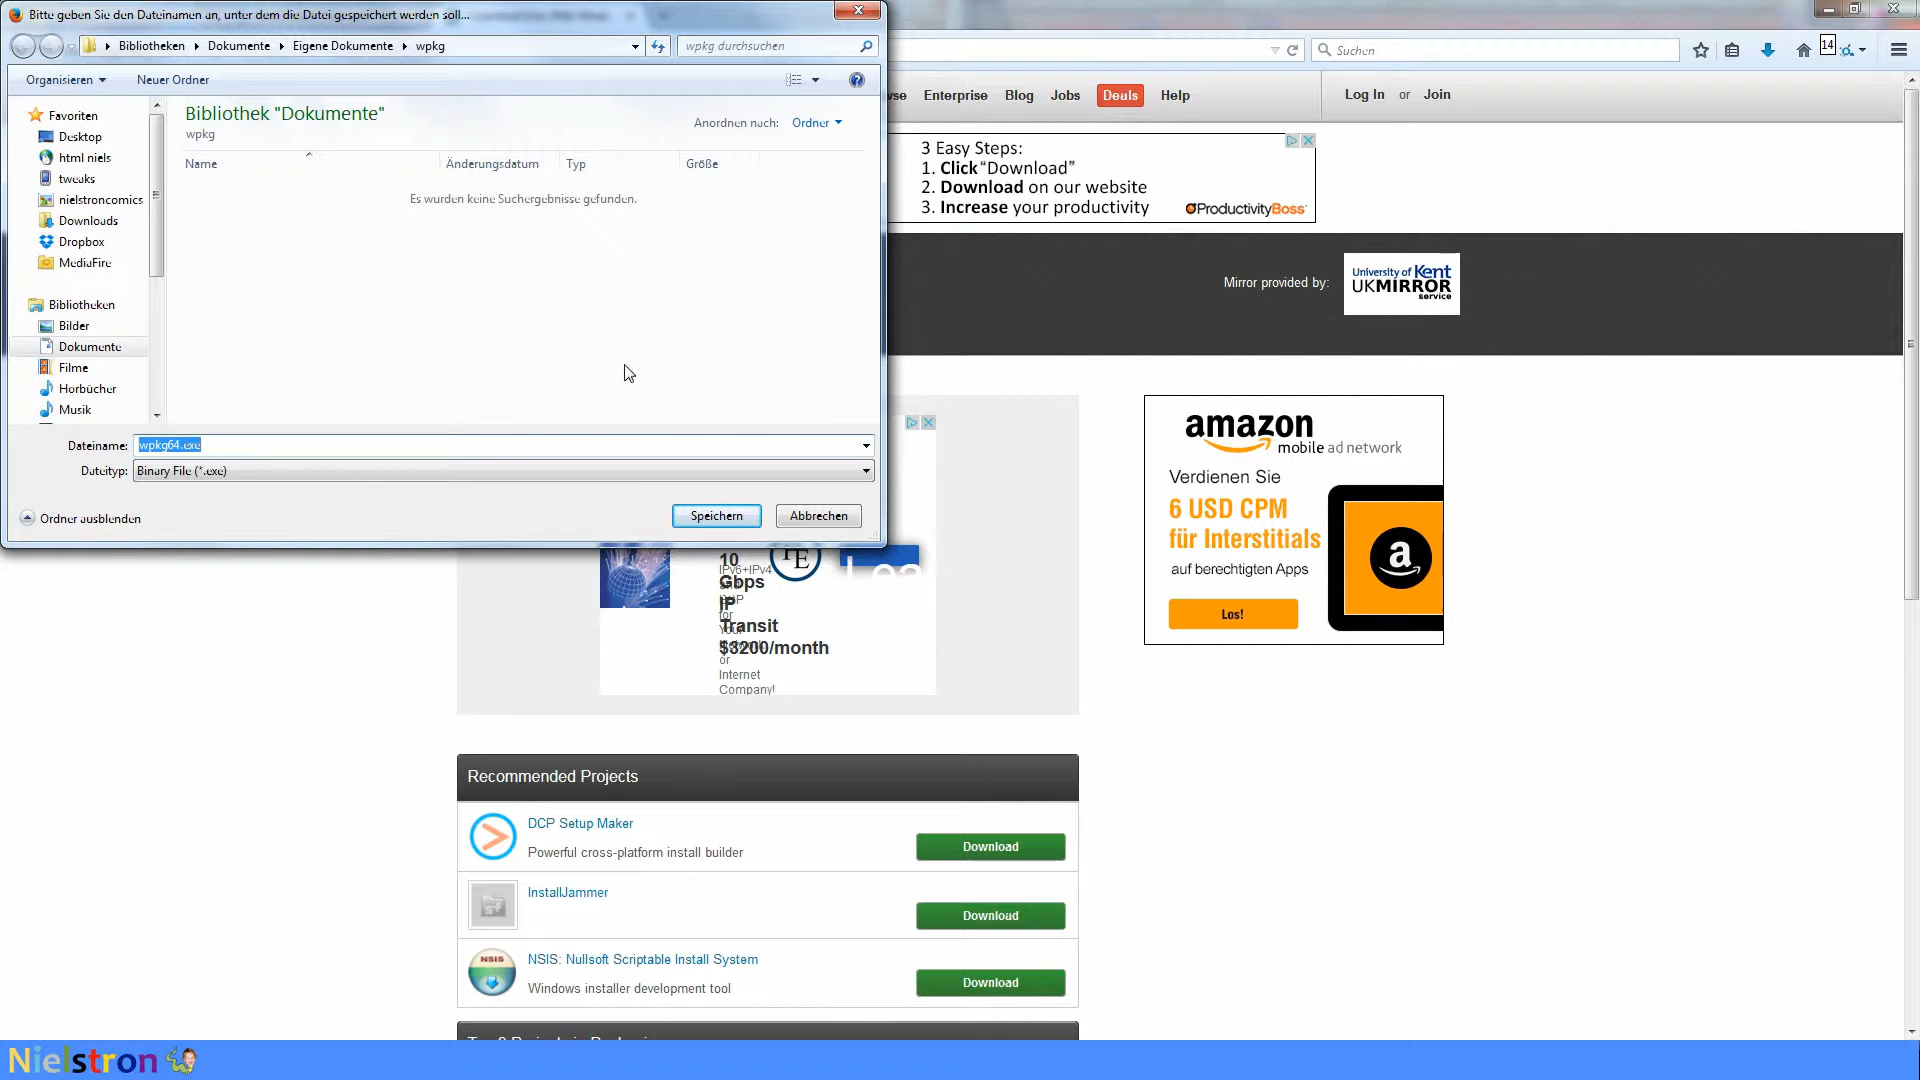 Bitte geben Sie den Dateinamen an, unter dem die Datei gespeichert werden soll...
Bibliotheken
Dokumente
Eigene Dokumente
wpkg
wpkg durchsuchen
Organisieren
Neuer Ordner
Favoriten
Desktop
html niels
tweaks
nielstroncomics
Downloads
Dropbox
MediaFire
Bibliotheken
Bilder
Dokumente
Filme
Hörbücher
Musik
Bibliothek "Dokumente"
wpkg
Anordnen nach:
Ordner
Name
Änderungsdatum
Typ
Größe
Es wurden keine Suchergebnisse gefunden.
Dateiname:
wpkg64.exe
Dateityp:
Binary File (*.exe)
Ordner ausblenden
Speichern
Abbrechen
Suchen
14
Enterprise
Blog
Jobs
Deals
Help
Log In
or
Join
3 Easy Steps:
1. Click "Download"
2. Download on our website
3. Increase your productivity
ProductivityBoss
Mirror provided by:
University of Kent
UKMIRROR
service
amazon
mobile ad network
Verdienen Sie
6 USD CPM
für Interstitials
auf berechtigten Apps
Los!
a
10
Gbps
IP
Transit
$3200/month
IPv6+IPv4
for
or
Internet
Company!
Recommended Projects
DCP Setup Maker
Powerful cross-platform install builder
Download
InstallJammer
Download
NSIS
NSIS: Nullsoft Scriptable Install System
Windows installer development tool
Download
Nielstron